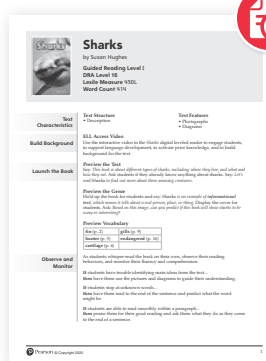 Sharks
Sharks
by Susan Hughes
Guided Reading Level I
DRA Level 16
Lexile Measure 450L
Word Count 414
Text
Characteristics
Text Structure
• Description
Text Features
• Photographs
• Diagrams
Build Background
ELL Access Video
Use the interactive video in the iRead+ digital leveled reader to engage students,
to support language development, to activate prior knowledge, and to build
background for the text.
Launch the Book
Preview the Text
Say: This book is about different types of sharks, including where they live, and what and
how they eat. Ask students if they already know anything about sharks. Say: Let's
read Sharks to find out more about these amazing creatures.
Preview the Genre
Hold up the book for students and say: Sharks is an example of informational
text, which means it tells about a real person, place, or thing. Display the cover for
students. Ask: Based on this image, can you predict if this book will show sharks to be
scary or interesting?
Preview Vocabulary
fin (p. 2) gills (p. 9)
hunter (p. 5) endangered (p. 16)
cartilage (p. 6)
Observe and
Monitor
As students whisper-read the book on their own, observe their reading
behaviors, and monitor their fluency and comprehension.
If students have trouble identifying main ideas from the text...
then have them use the pictures and diagrams to guide their understanding.
If students stop at unknown words...
then have them read to the end of the sentence and predict what the word
might be.
If students are able to read smoothly within a paragraph...
then praise them for their good reading and ask them what they do as they come
to the end of a sentence.
Pearson © Copyright 2020
1